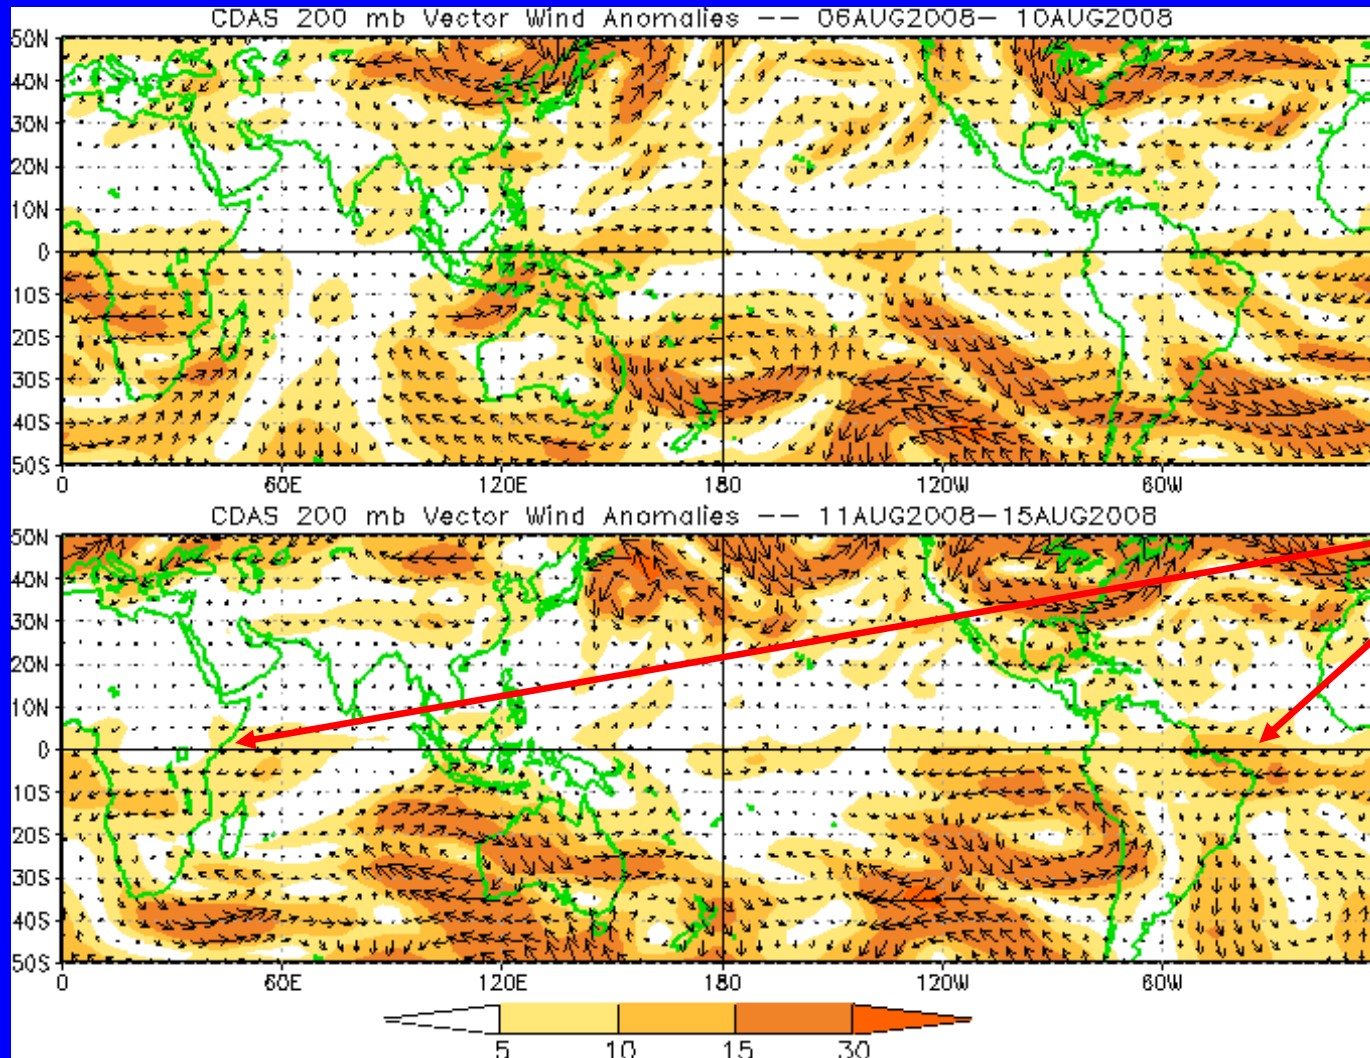 CDAS 200 mb Vector Wind Anomalies -- 06AUG2008- 10AUG2008
50N
40N
30N
20N
10N
0
10S
20S
30S
40S
50S
0 60E 120E 180 120W 60W
CDAS 200 mb Vector Wind Anomalies -- 11AUG2008-15AUG2008
50N
40N
30N
20N
10N
0
10S
20S
30S
40S
50S
0 60E 120E 180 120W 60W
5 10 15 30